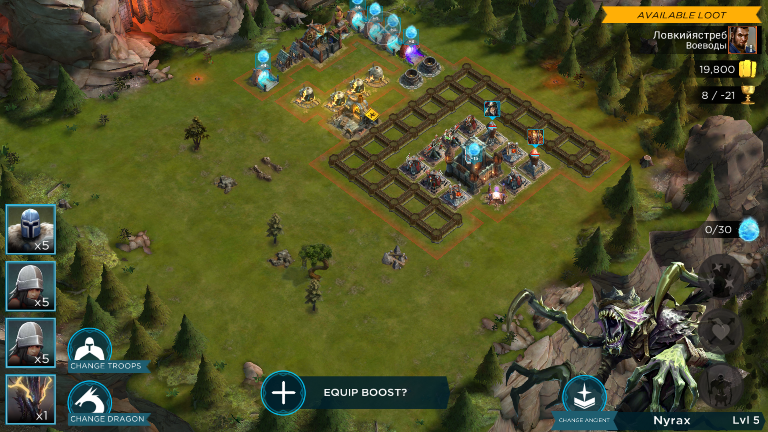 AVAILABLE LOOT
Ловкийястреб
Воеводы
19,800
8 / -21
0/30
x5
x5
x5
x1
CHANGE TROOPS
CHANGE DRAGON
EQUIP BOOST?
CHANGE ANCIENT
Nyrax
Lvl 5